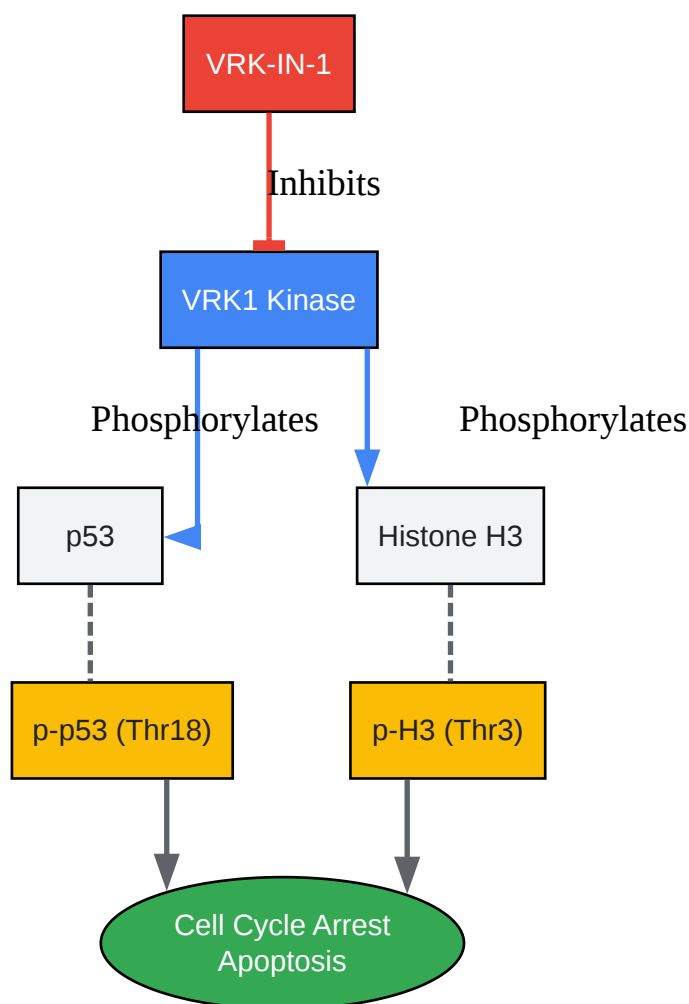 VRK-IN-1
Inhibits
VRK1 Kinase
Phosphorylates
Phosphorylates
p53
Histone H3
p-p53 (Thr18)
p-H3 (Thr3)
Cell Cycle Arrest
Apoptosis